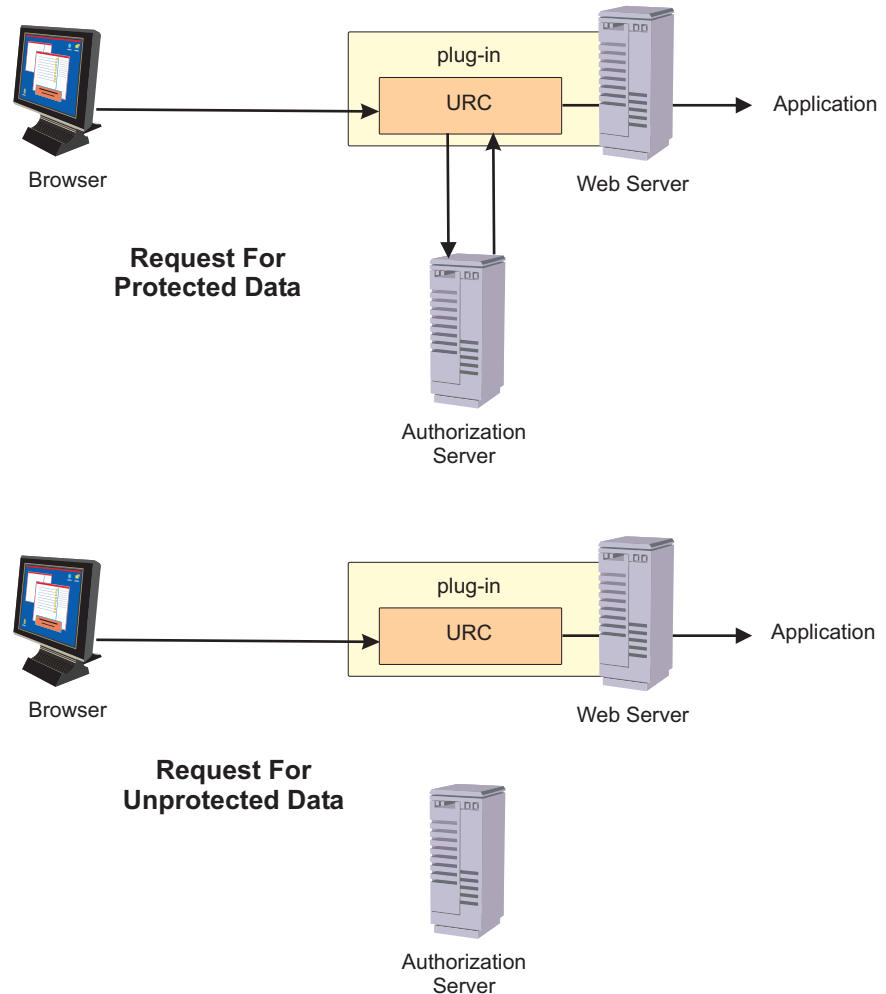 plug-in
URC
Application
Browser
Web Server
Request For
Protected Data
Authorization
Server
plug-in
URC
Application
Browser
Web Server
Request For
Unprotected Data
Authorization
Server